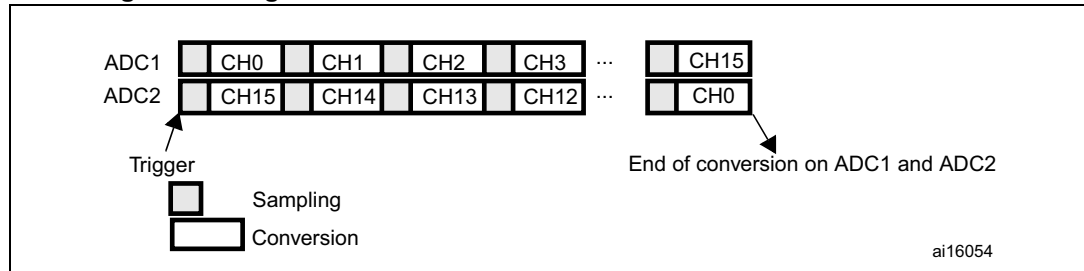 ADC1 CH0 CH1 CH2 CH3 ... CH15
ADC2 CH15 CH14 CH13 CH12 ... CH0
Trigger
End of conversion on ADC1 and ADC2
Sampling
Conversion
ai16054